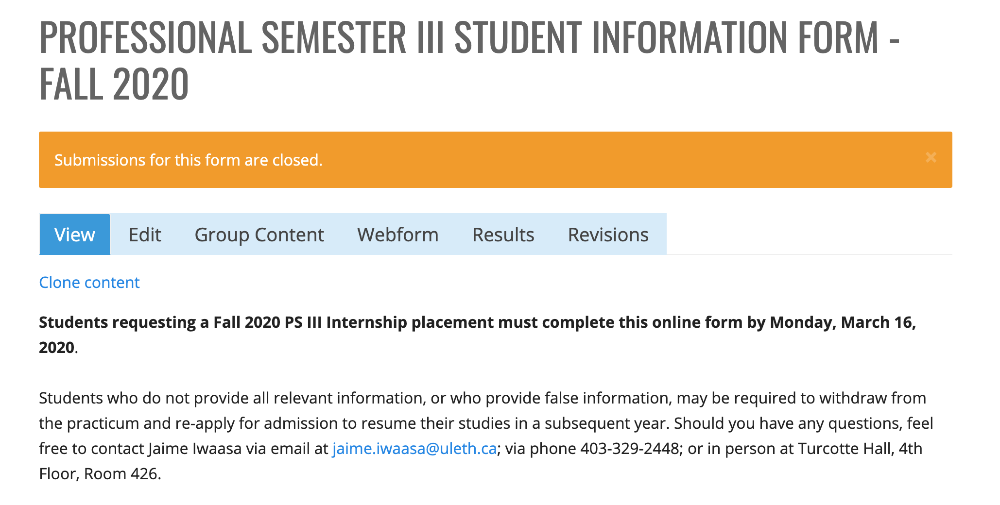 PROFESSIONAL SEMESTER III STUDENT INFORMATION FORM -
FALL 2020
Submissions for this form are closed.
×
View Edit Group Content Webform Results Revisions
Clone content
Students requesting a Fall 2020 PS III Internship placement must complete this online form by Monday, March 16,
2020.
Students who do not provide all relevant information, or who provide false information, may be required to withdraw from
the practicum and re-apply for admission to resume their studies in a subsequent year. Should you have any questions, feel
free to contact Jaime Iwaasa via email at jaime.iwaasa@uleth.ca; via phone 403-329-2448; or in person at Turcotte Hall, 4th
Floor, Room 426.